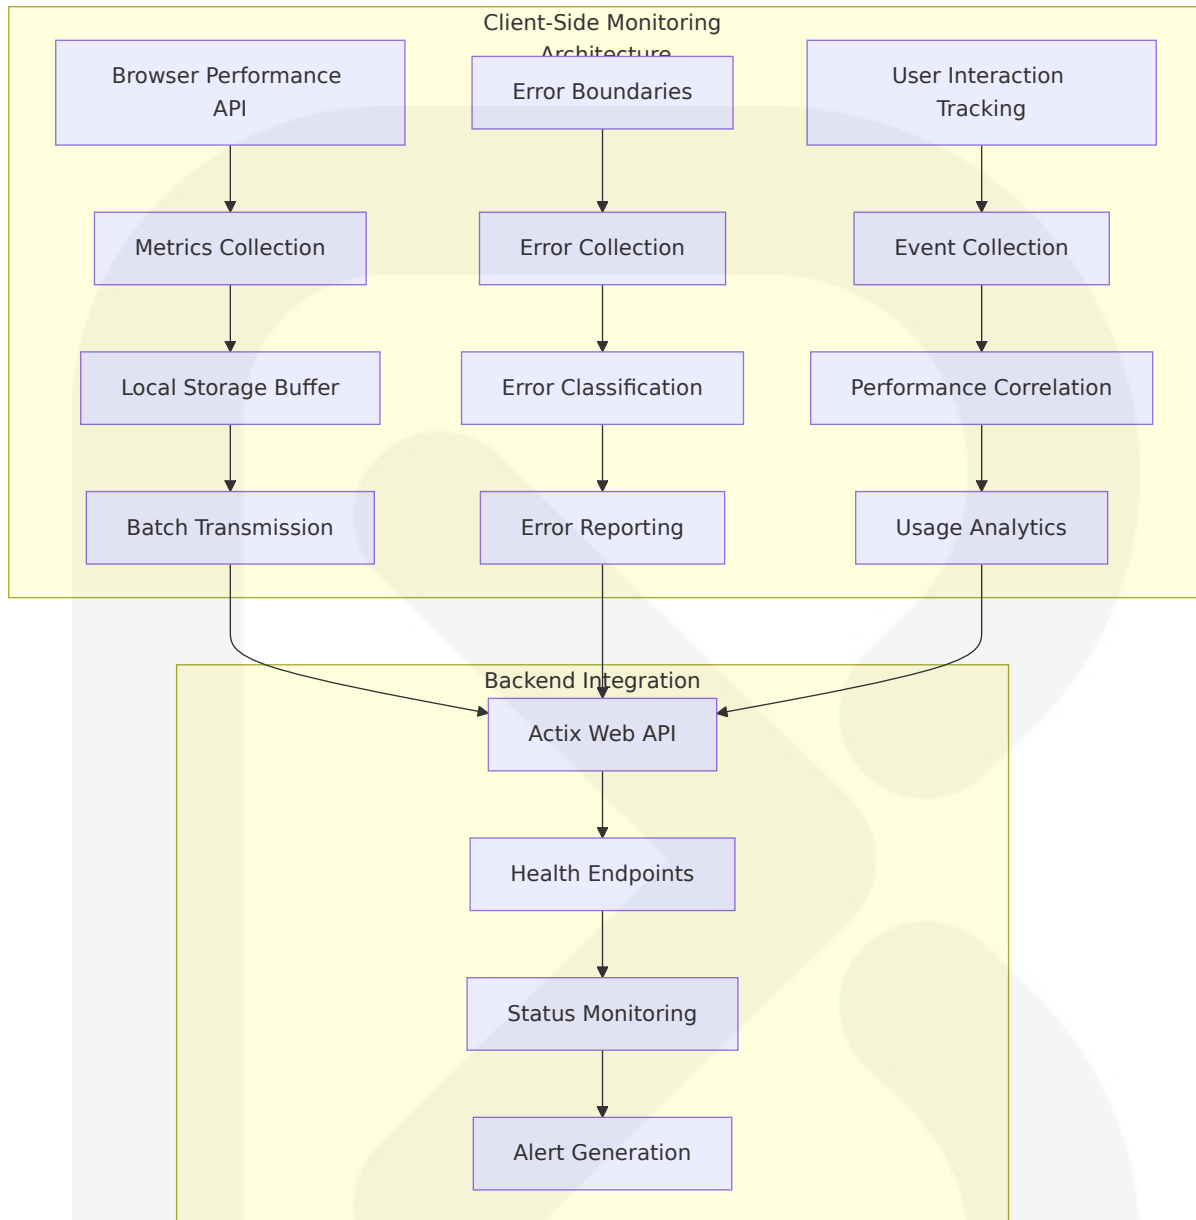 Client-Side Monitoring
Architecture
Browser Performance
API
Error Boundaries
User Interaction
Tracking
Metrics Collection
Error Collection
Event Collection
Local Storage Buffer
Error Classification
Performance Correlation
Batch Transmission
Error Reporting
Usage Analytics
Backend Integration
Actix Web API
Health Endpoints
Status Monitoring
Alert Generation